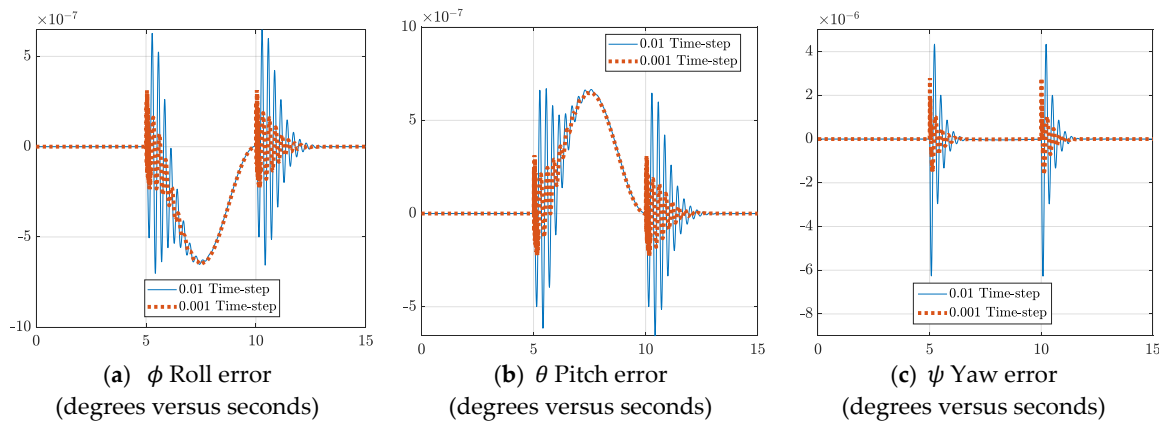 ×10⁻⁷
5
0
-5
-10
0
5
10
15
0.01 Time-step
0.001 Time-step
(a) ϕ Roll error
(degrees versus seconds)
×10⁻⁷
10
5
0
-5
0
5
10
15
0.01 Time-step
0.001 Time-step
(b) θ Pitch error
(degrees versus seconds)
×10⁻⁶
4
2
0
-2
-4
-6
-8
0
5
10
15
0.01 Time-step
0.001 Time-step
(c) ψ Yaw error
(degrees versus seconds)